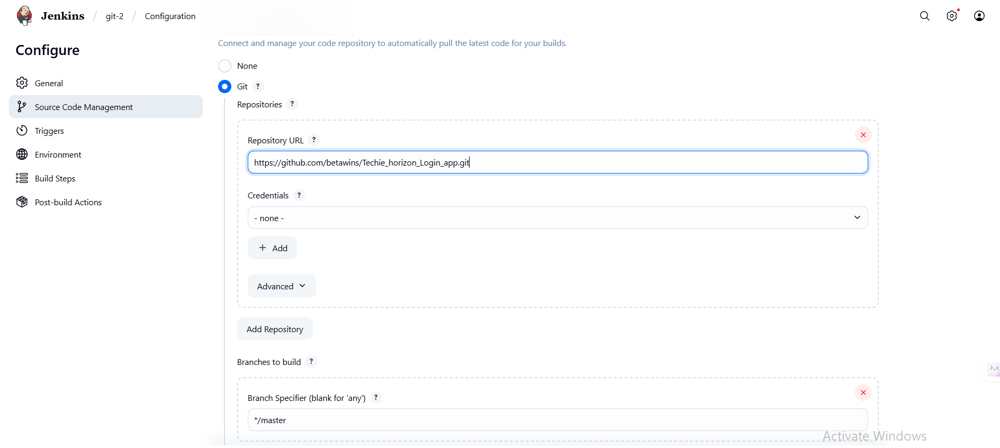 Jenkins / git-2 / Configuration
Configure
General
Source Code Management
Triggers
Environment
Build Steps
Post-build Actions
Connect and manage your code repository to automatically pull the latest code for your builds.
None
Git ?
Repositories ?
Repository URL ?
https://github.com/betawins/Techie_horizon_Login_app.git
Credentials ?
- none -
+ Add
Advanced
Add Repository
Branches to build ?
Branch Specifier (blank for 'any') ?
*/master
Activate Windows